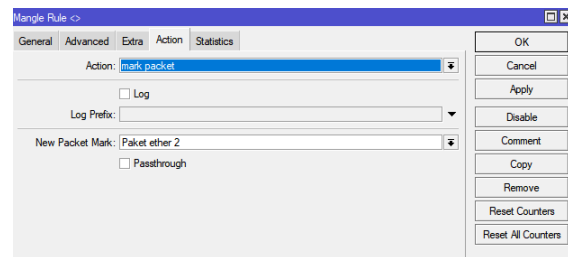 Mangle Rule <>
General Advanced Extra Action Statistics
Action: mark packet
Log
Log Prefix:
New Packet Mark: Paket ether 2
Passthrough
OK
Cancel
Apply
Disable
Comment
Copy
Remove
Reset Counters
Reset All Counters